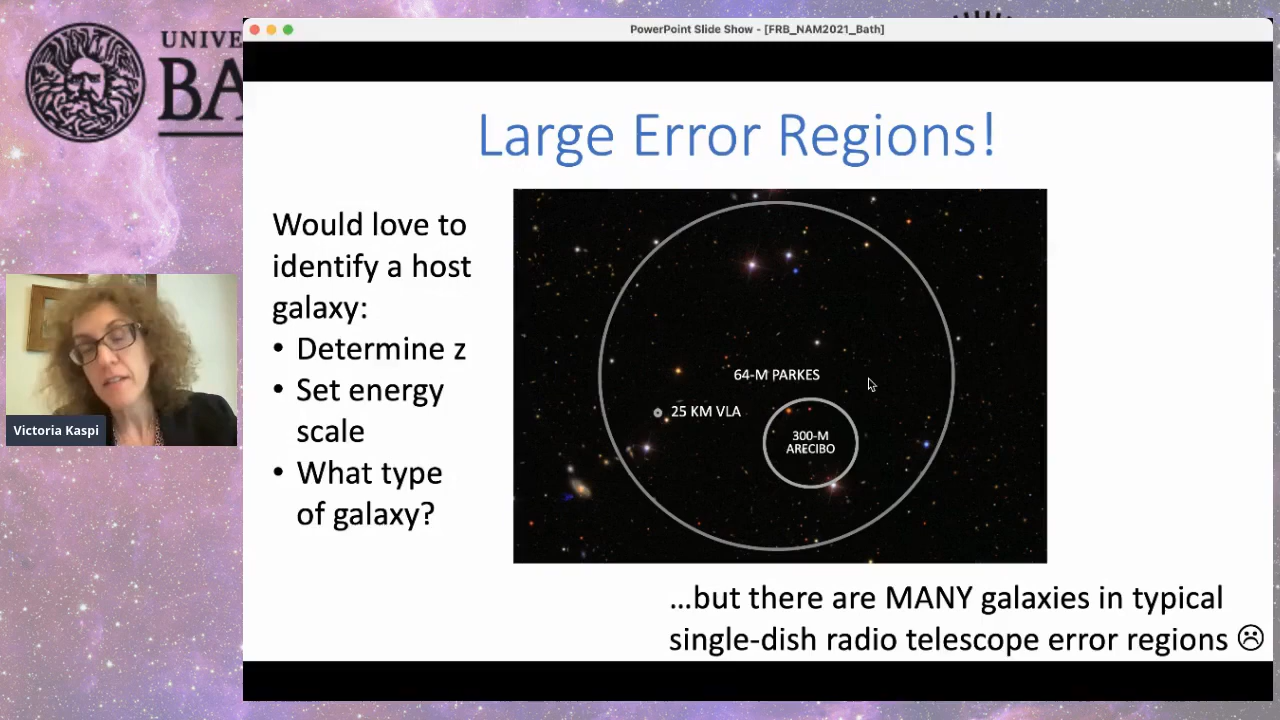 PowerPoint Slide Show - [FRB_NAM2021_Bath]
UNIVE
BA
Large Error Regions!
Would love to
identify a host
galaxy:
• Determine z
• Set energy
scale
• What type
of galaxy?
64-M PARKES
25 KM VLA
300-M
ARECIBO
...but there are MANY galaxies in typical
single-dish radio telescope error regions ☹
Victoria Kaspi